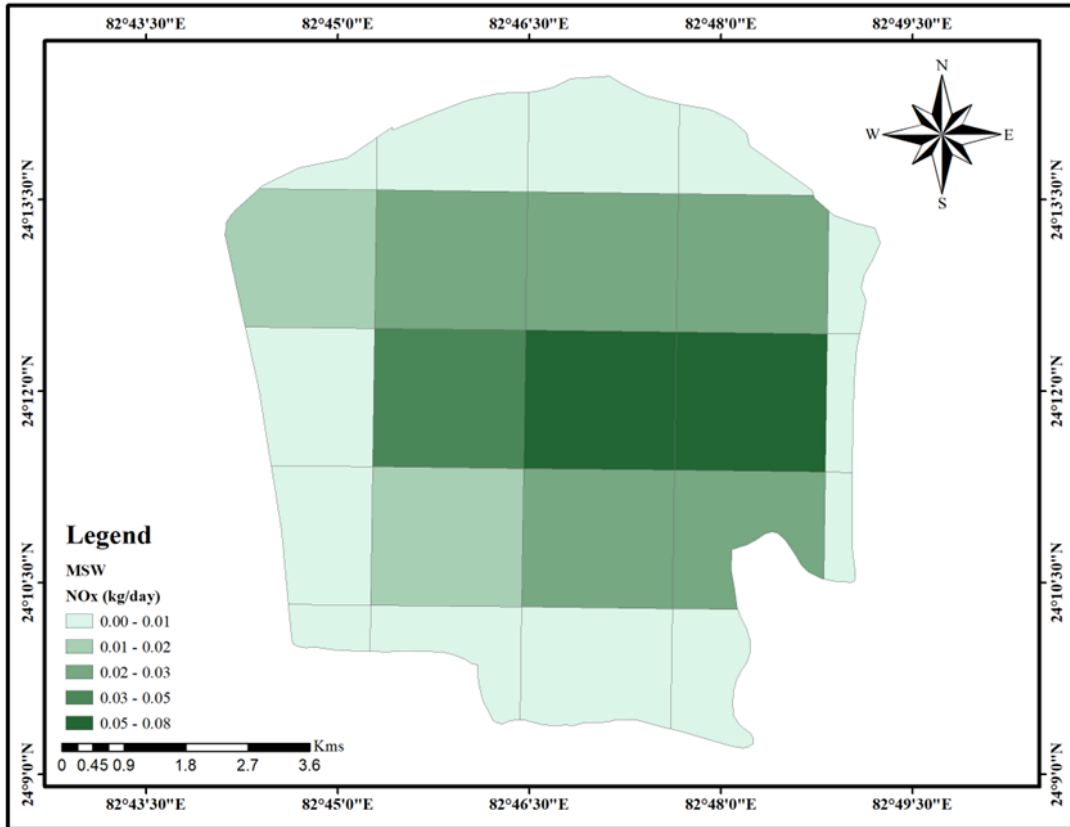 82°43'30"E 82°45'0"E 82°46'30"E 82°48'0"E 82°49'30"E
N
W E
S
24°13'30"N 24°13'30"N
24°12'0"N 24°12'0"N
24°10'30"N 24°10'30"N
24°9'0"N 24°9'0"N
Legend
MSW
NOx (kg/day)
0.00 - 0.01
0.01 - 0.02
0.02 - 0.03
0.03 - 0.05
0.05 - 0.08
Kms
0 0.45 0.9 1.8 2.7 3.6
82°43'30"E 82°45'0"E 82°46'30"E 82°48'0"E 82°49'30"E